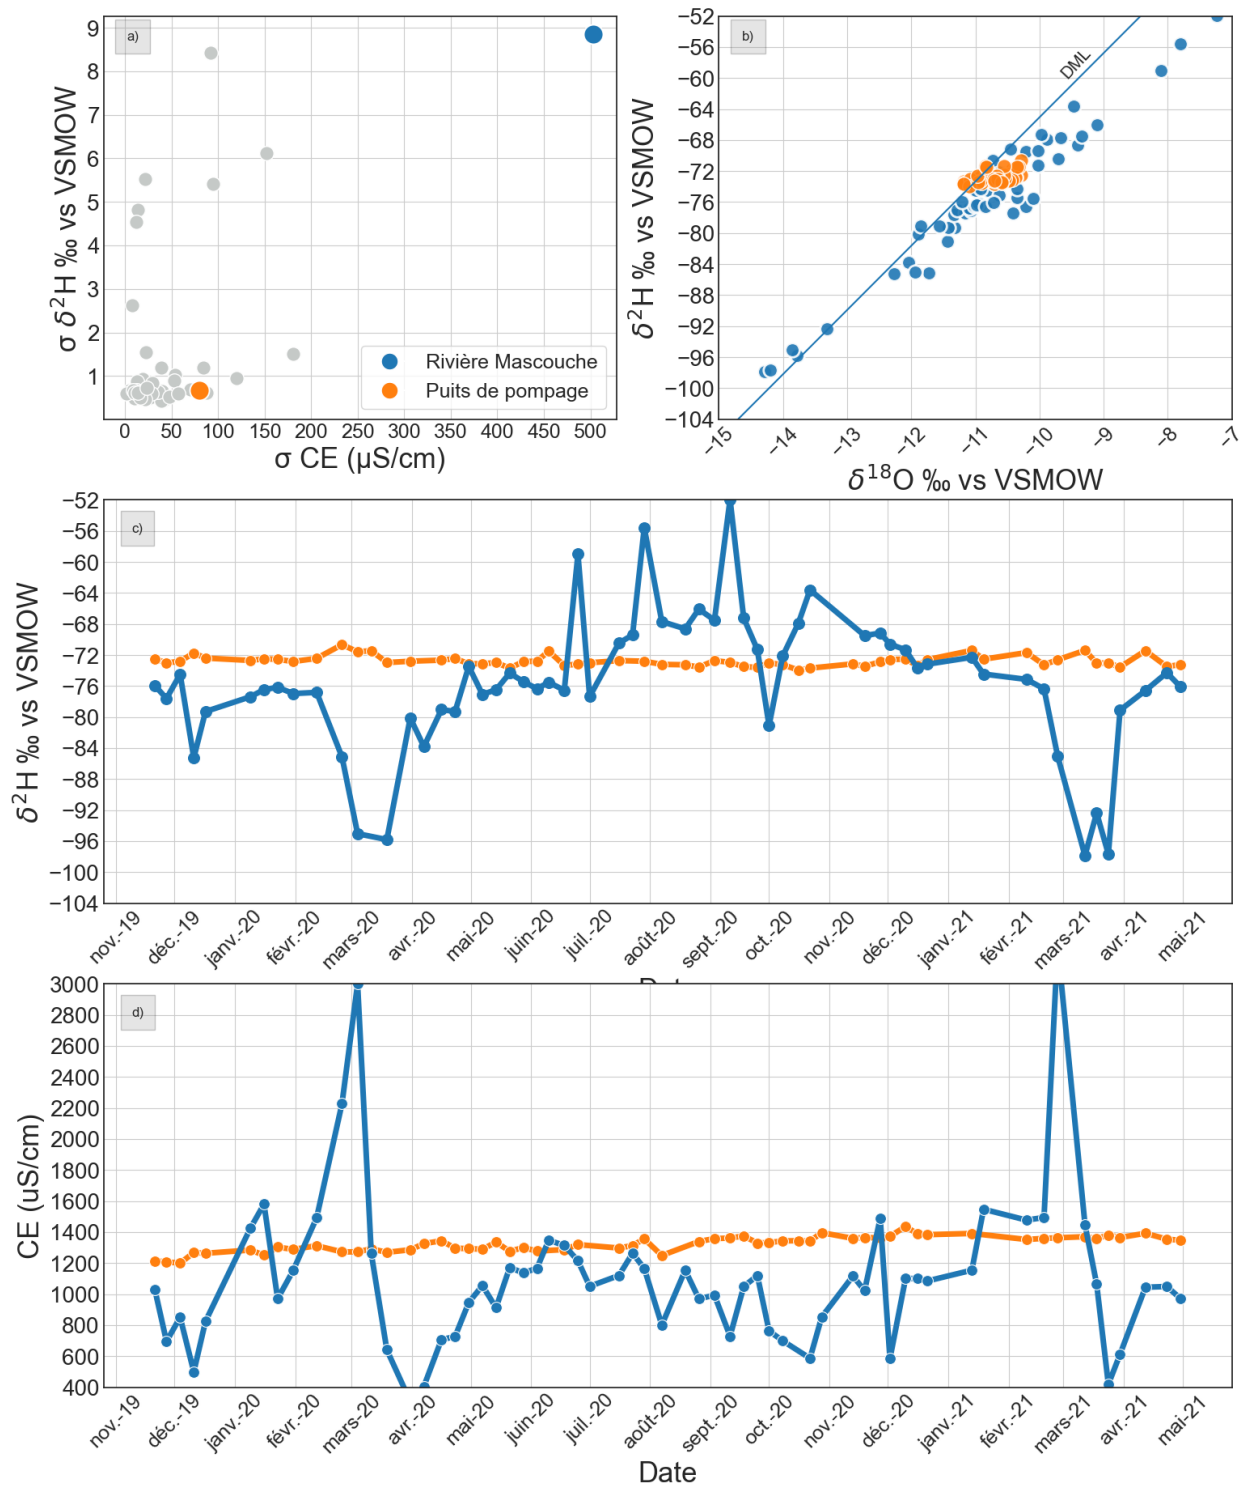 a)
9
8
7
6
5
4
3
2
1
σ δ²H ‰ vs VSMOW
Rivière Mascouche
Puits de pompage
0 50 100 150 200 250 300 350 400 450 500
σ CE (µS/cm)
b)
DML
−52
−56
−60
−64
−68
−72
−76
−80
−84
−88
−92
−96
−100
−104
δ²H ‰ vs VSMOW
−15 −14 −13 −12 −11 −10 −9 −8 −7
δ¹⁸O ‰ vs VSMOW
c)
−52
−56
−60
−64
−68
−72
−76
−80
−84
−88
−92
−96
−100
−104
δ²H ‰ vs VSMOW
nov.-19 déc.-19 janv.-20 févr.-20 mars-20 avr.-20 mai-20 juin-20 juil.-20 août-20 sept.-20 oct.-20 nov.-20 déc.-20 janv.-21 févr.-21 mars-21 avr.-21 mai-21
d)
3000
2800
2600
2400
2200
2000
1800
1600
1400
1200
1000
800
600
400
CE (uS/cm)
nov.-19 déc.-19 janv.-20 févr.-20 mars-20 avr.-20 mai-20 juin-20 juil.-20 août-20 sept.-20 oct.-20 nov.-20 déc.-20 janv.-21 févr.-21 mars-21 avr.-21 mai-21
Date